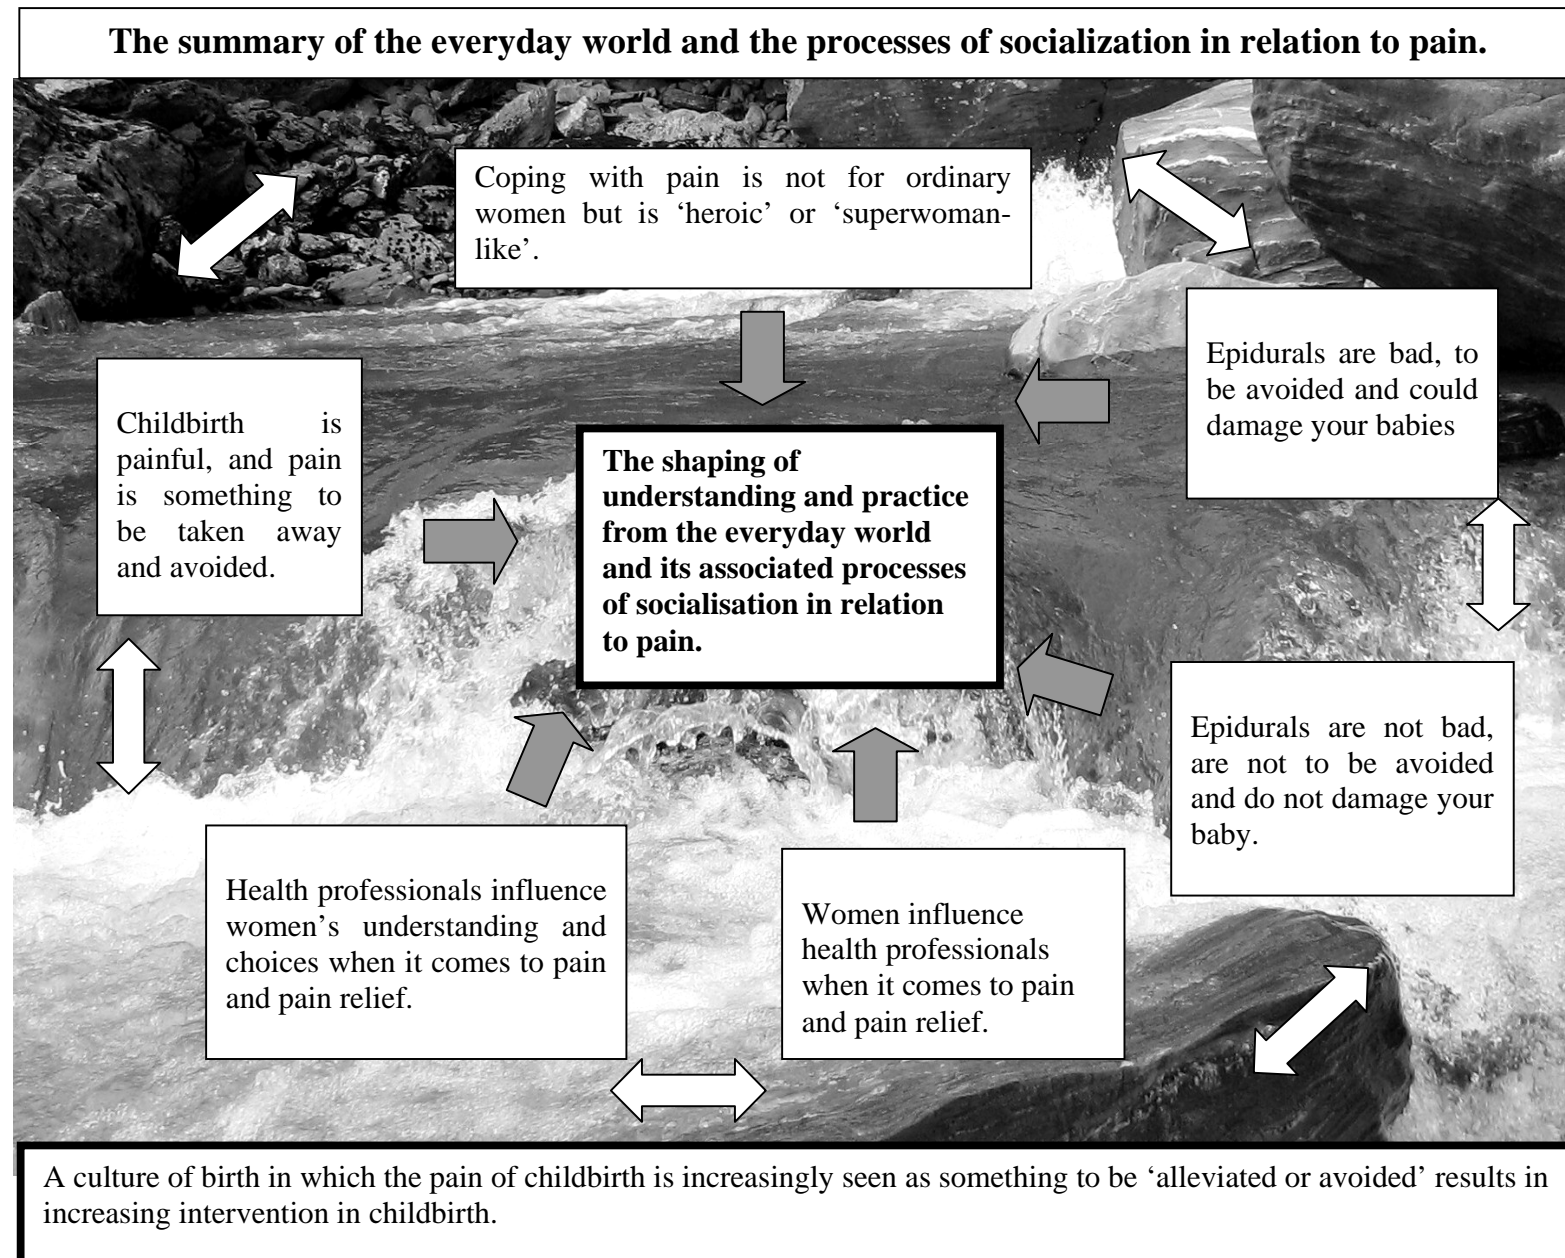 The summary of the everyday world and the processes of socialization in relation to pain.
Coping with pain is not for ordinary
women but is ‘heroic’ or ‘superwoman-
like’.
Epidurals are bad, to
be avoided and could
damage your babies
Childbirth is
painful, and pain
is something to
be taken away
and avoided.
The shaping of
understanding and practice
from the everyday world
and its associated processes
of socialisation in relation
to pain.
Epidurals are not bad,
are not to be avoided
and do not damage your
baby.
Health professionals influence
women’s understanding and
choices when it comes to pain
and pain relief.
Women influence
health professionals
when it comes to pain
and pain relief.
A culture of birth in which the pain of childbirth is increasingly seen as something to be ‘alleviated or avoided’ results in
increasing intervention in childbirth.